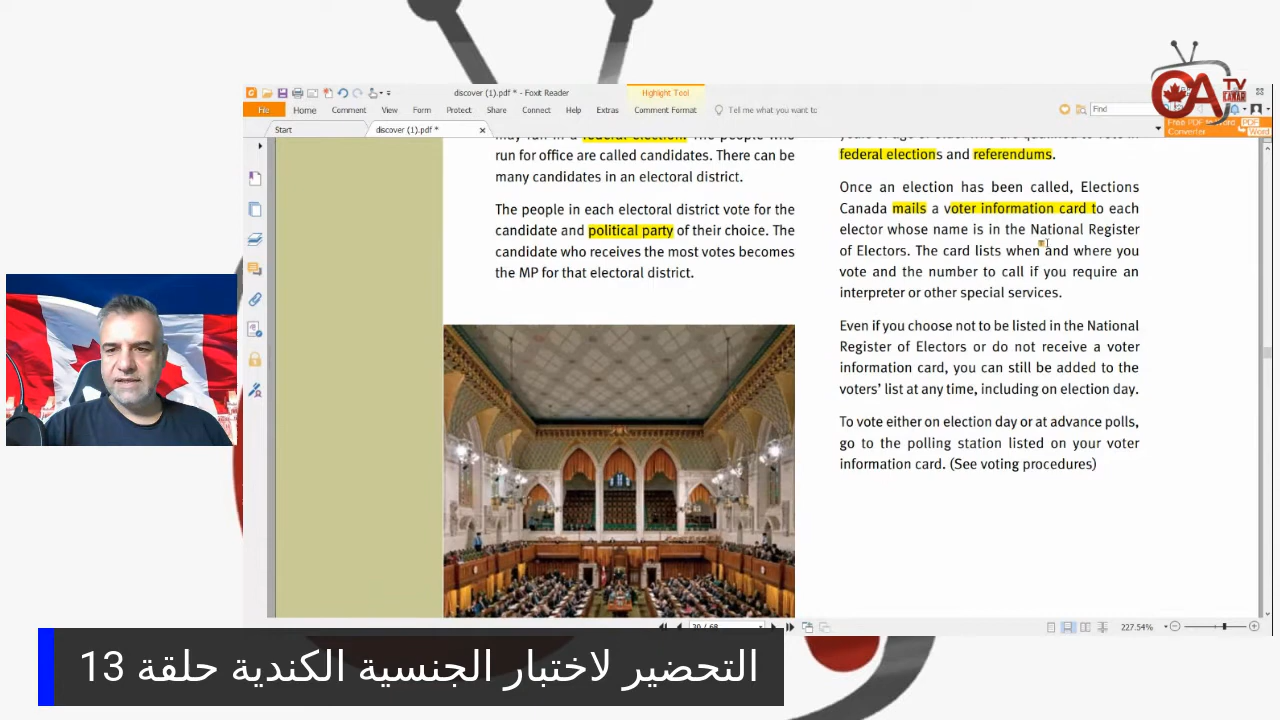 TV
discover (1).pdf * - Foxit Reader
Highlight Tool
File Home Comment View Form Protect Share Connect Help Extras Comment Format Tell me what you want to
Find
Start
discover (1).pdf *
Free PDF to Word
Converter
PDF
Word
run for office are called candidates. There can be
many candidates in an electoral district.
The people in each electoral district vote for the
candidate and political party of their choice. The
candidate who receives the most votes becomes
the MP for that electoral district.
federal elections and referendums.
Once an election has been called, Elections
Canada mails a voter information card to each
elector whose name is in the National Register
of Electors. The card lists when and where you
vote and the number to call if you require an
interpreter or other special services.
Even if you choose not to be listed in the National
Register of Electors or do not receive a voter
information card, you can still be added to the
voters’ list at any time, including on election day.
To vote either on election day or at advance polls,
go to the polling station listed on your voter
information card. (See voting procedures)
227.54%
التحضير لاختبار الجنسية الكندية حلقة 13